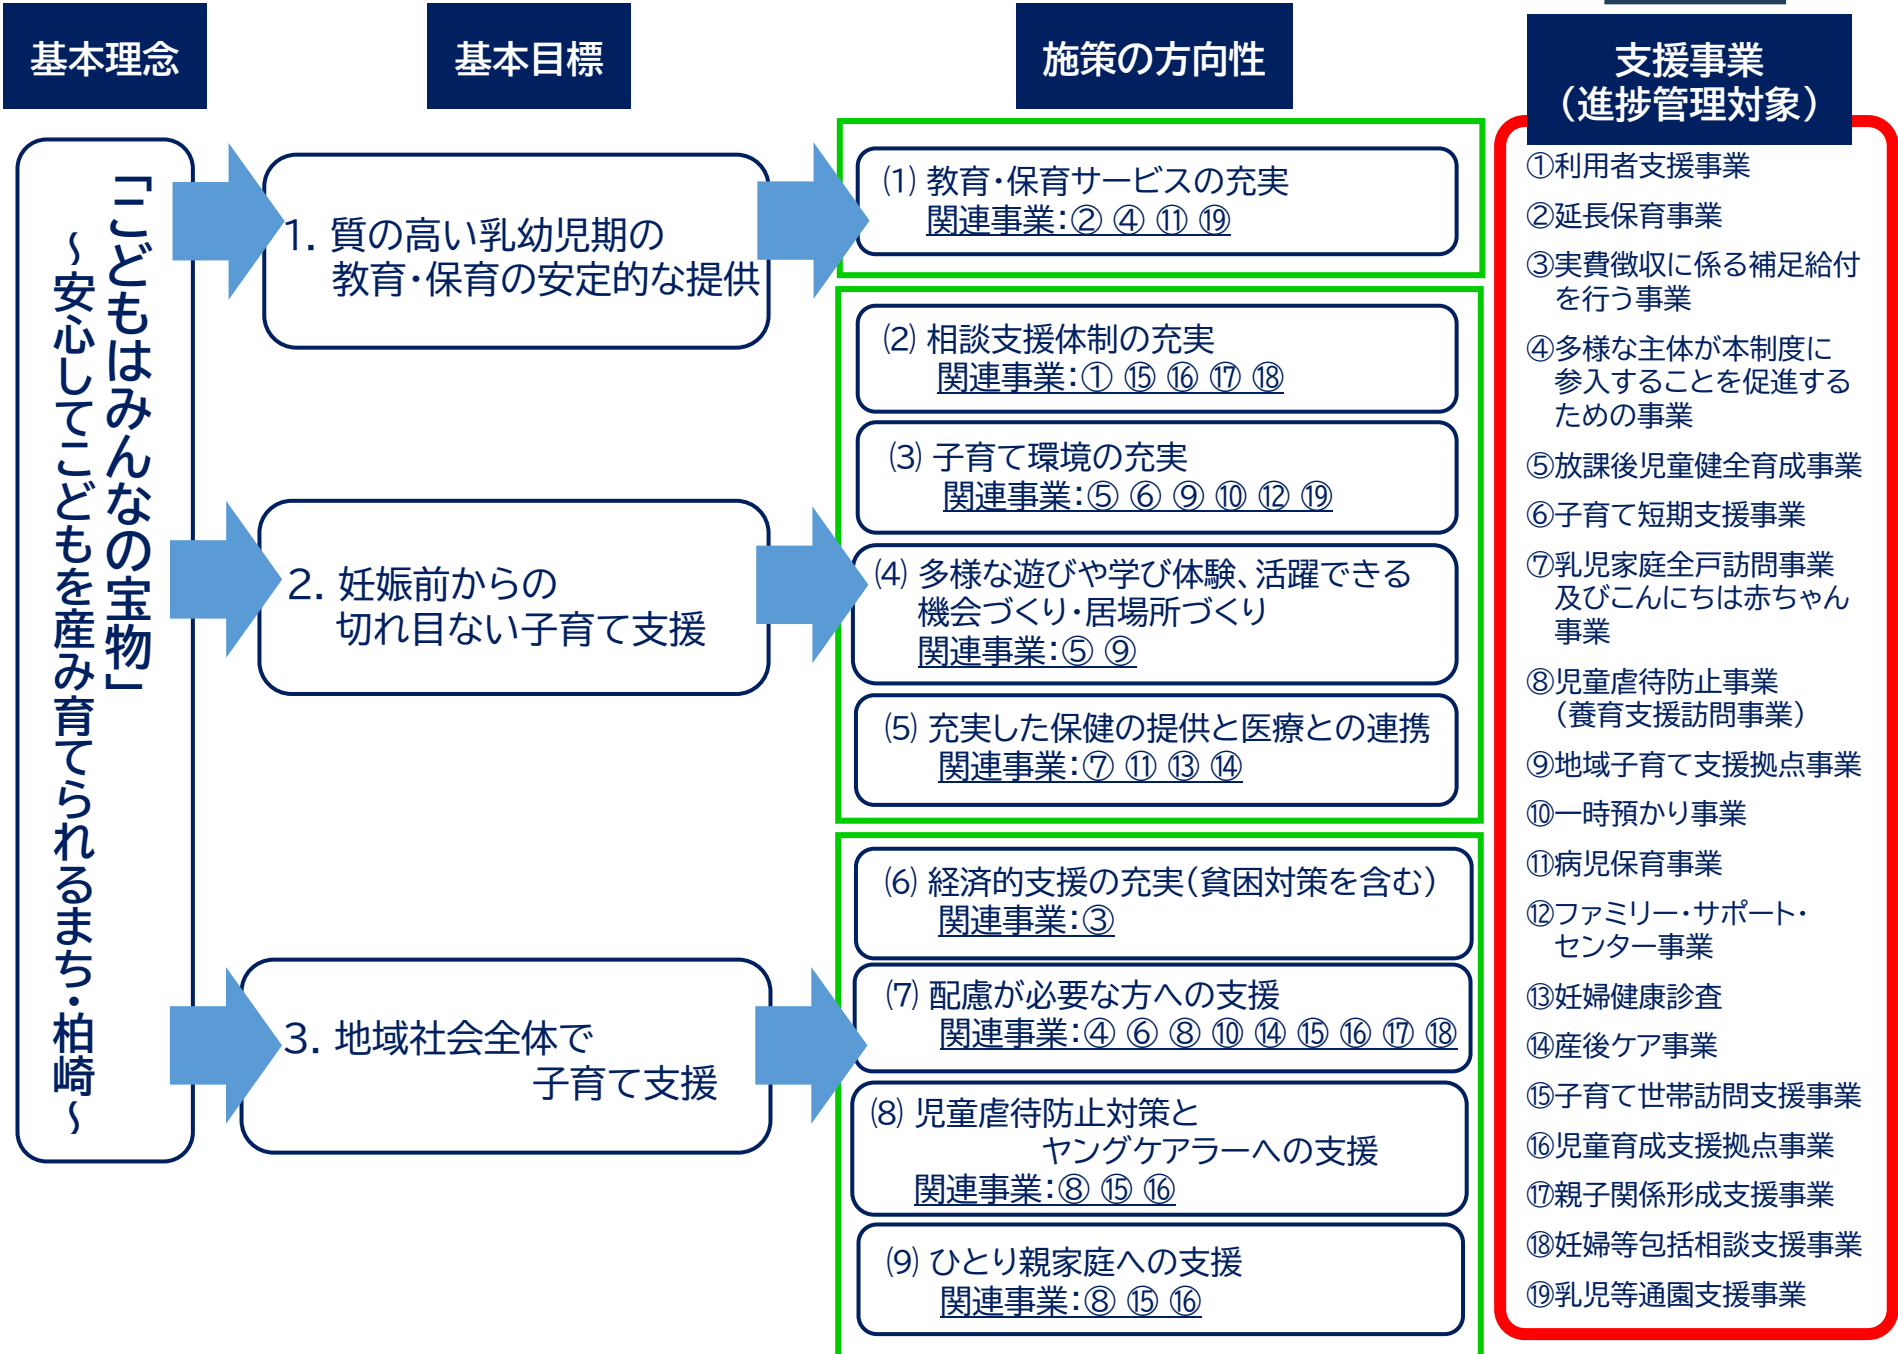 基本理念
基本目標
施策の方向性
支援事業
（進捗管理対象）
「こどもはみんなの宝物」
～安心してこどもを産み育てられるまち・柏崎～
1. 質の高い乳幼児期の
教育・保育の安定的な提供
2. 妊娠前からの
切れ目ない子育て支援
3. 地域社会全体で
子育て支援
⑴ 教育・保育サービスの充実
関連事業：② ④ ⑪ ⑲
⑵ 相談支援体制の充実
関連事業：① ⑮ ⑯ ⑰ ⑱
⑶ 子育て環境の充実
関連事業：⑤ ⑥ ⑨ ⑩ ⑫ ⑲
⑷ 多様な遊びや学び体験、活躍できる
機会づくり・居場所づくり
関連事業：⑤ ⑨
⑸ 充実した保健の提供と医療との連携
関連事業：⑦ ⑪ ⑬ ⑭
⑹ 経済的支援の充実（貧困対策を含む）
関連事業：③
⑺ 配慮が必要な方への支援
関連事業：④ ⑥ ⑧ ⑩ ⑭ ⑮ ⑯ ⑰ ⑱
⑻ 児童虐待防止対策と
ヤングケアラーへの支援
関連事業：⑧ ⑮ ⑯
⑼ ひとり親家庭への支援
関連事業：⑧ ⑮ ⑯
①利用者支援事業
②延長保育事業
③実費徴収に係る補足給付
を行う事業
④多様な主体が本制度に
参入することを促進する
ための事業
⑤放課後児童健全育成事業
⑥子育て短期支援事業
⑦乳児家庭全戸訪問事業
及びこんにちは赤ちゃん
事業
⑧児童虐待防止事業
（養育支援訪問事業）
⑨地域子育て支援拠点事業
⑩一時預かり事業
⑪病児保育事業
⑫ファミリー・サポート・
センター事業
⑬妊婦健康診査
⑭産後ケア事業
⑮子育て世帯訪問支援事業
⑯児童育成支援拠点事業
⑰親子関係形成支援事業
⑱妊婦等包括相談支援事業
⑲乳児等通園支援事業